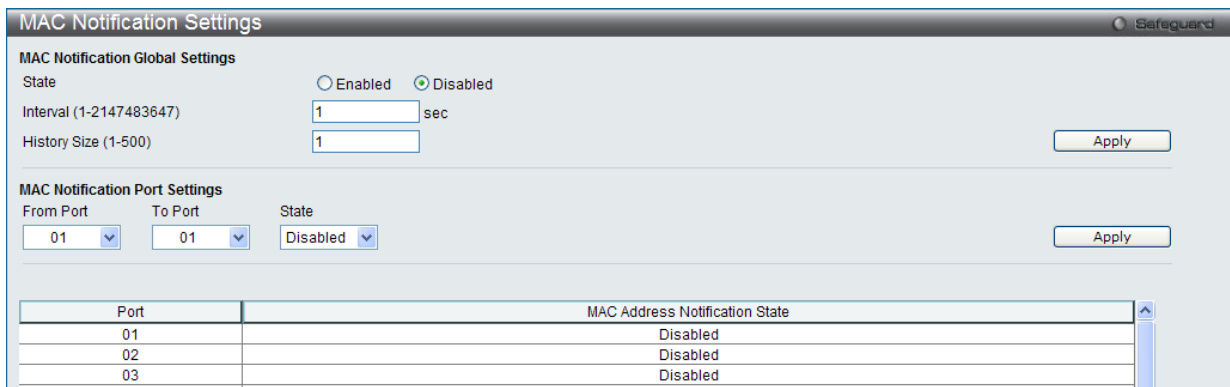 MAC Notification Settings
Safeguard
MAC Notification Global Settings
State Enabled Disabled
Interval (1-2147483647) 1 sec
History Size (1-500) 1 Apply
MAC Notification Port Settings
From Port To Port State
01 01 Disabled Apply
Port MAC Address Notification State
01 Disabled
02 Disabled
03 Disabled